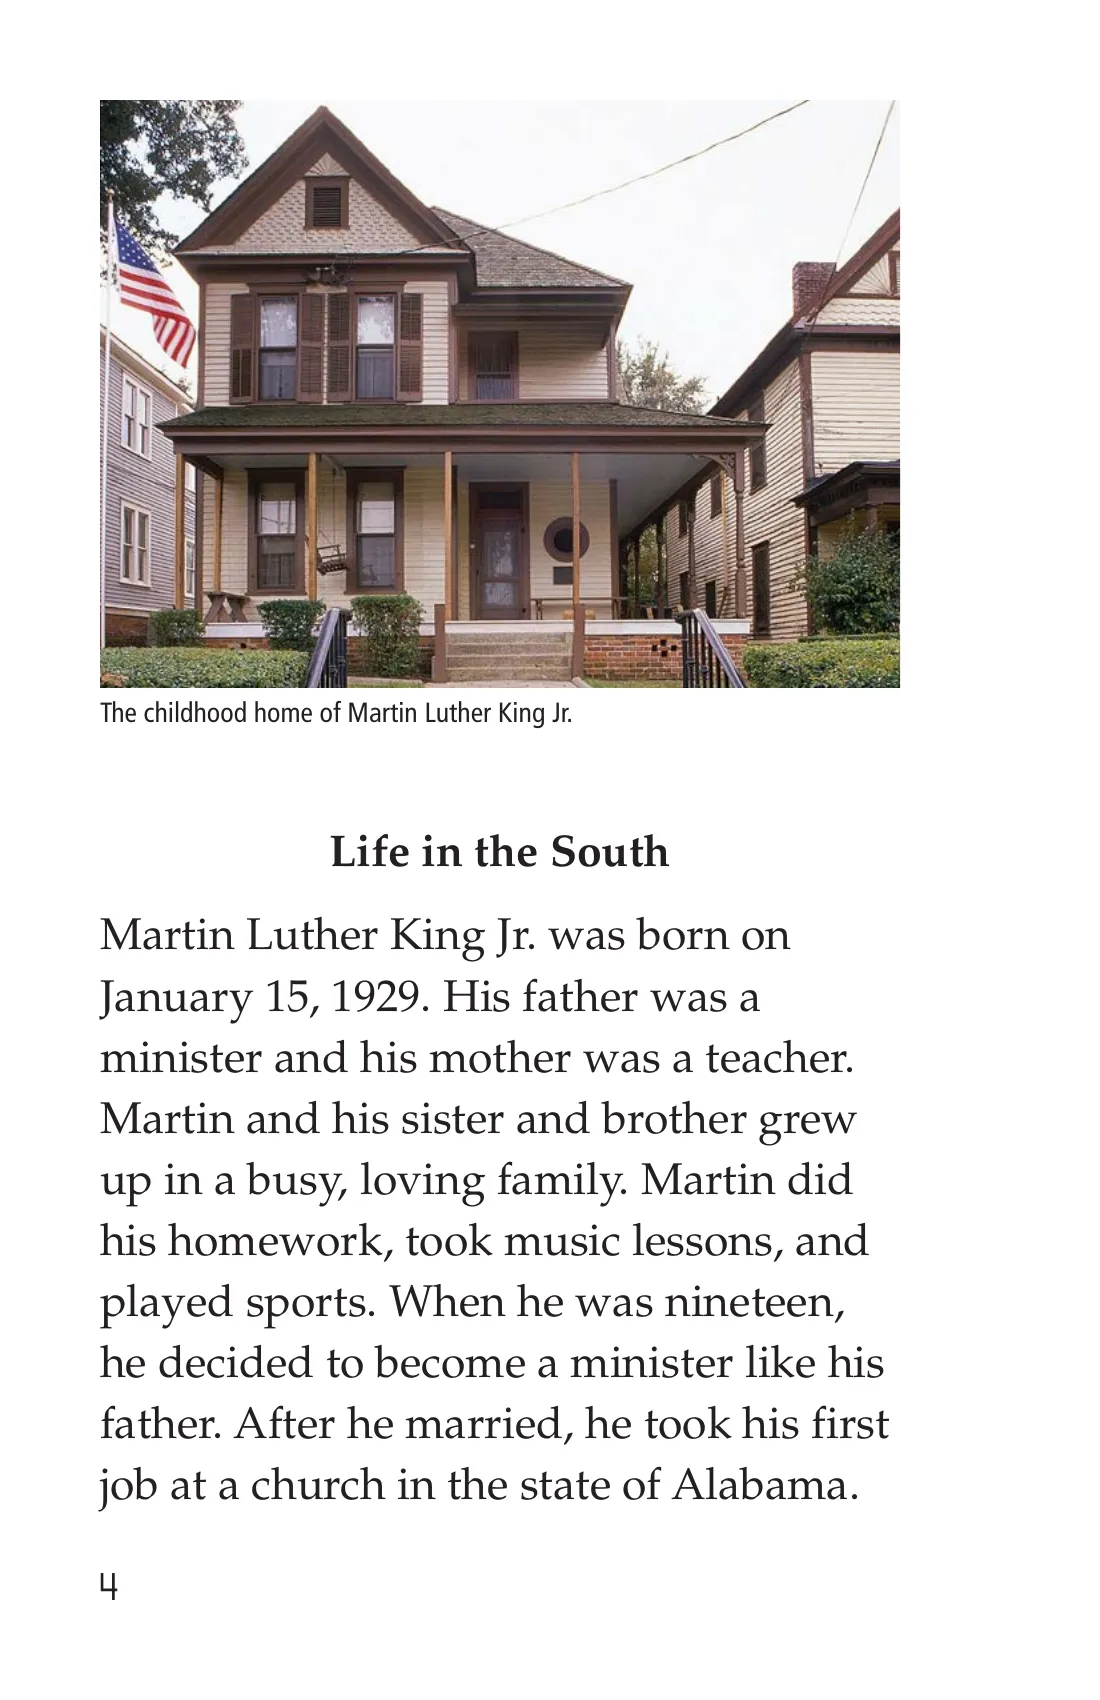 The childhood home of Martin Luther King Jr.
Life in the South
Martin Luther King Jr. was born on
January 15, 1929. His father was a
minister and his mother was a teacher.
Martin and his sister and brother grew
up in a busy, loving family. Martin did
his homework, took music lessons, and
played sports. When he was nineteen,
he decided to become a minister like his
father. After he married, he took his first
job at a church in the state of Alabama.
4